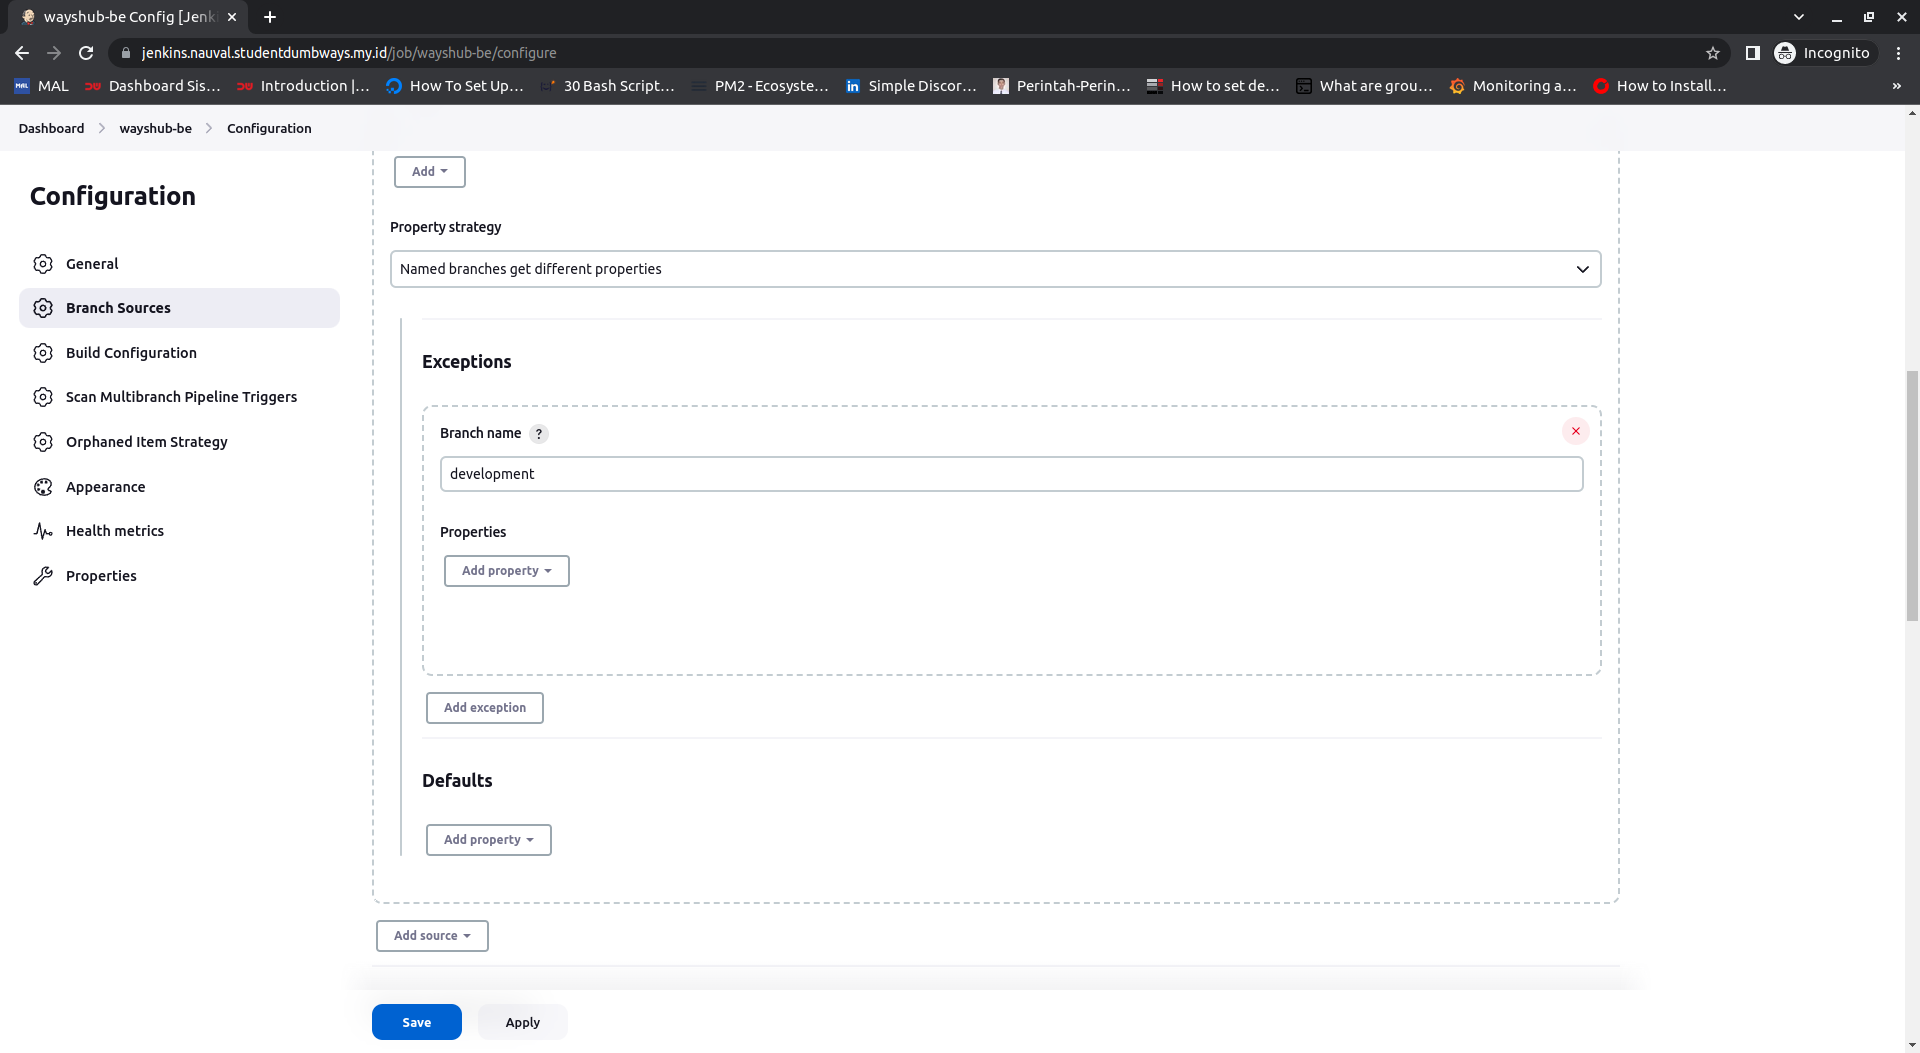 wayshub-be Config [Jenki
jenkins.nauval.studentdumbways.my.id/job/wayshub-be/configure
Incognito
MAL MAL
Dashboard Sis...
Introduction |...
How To Set Up,...
30 Bash Script...
PM2 - Ecosyste...
Simple Discor...
Perintah-Perin...
How to set de...
What are grou...
Monitoring a...
How to Install...
»
Dashboard
wayshub-be
Configuration
Configuration
General
Branch Sources
Build Configuration
Scan Multibranch Pipeline Triggers
Orphaned Item Strategy
Appearance
Health metrics
Properties
Add
Property strategy
Named branches get different properties
Exceptions
Branch name ?
development
Properties
Add property
Add exception
Defaults
Add property
Add source
Save
Apply